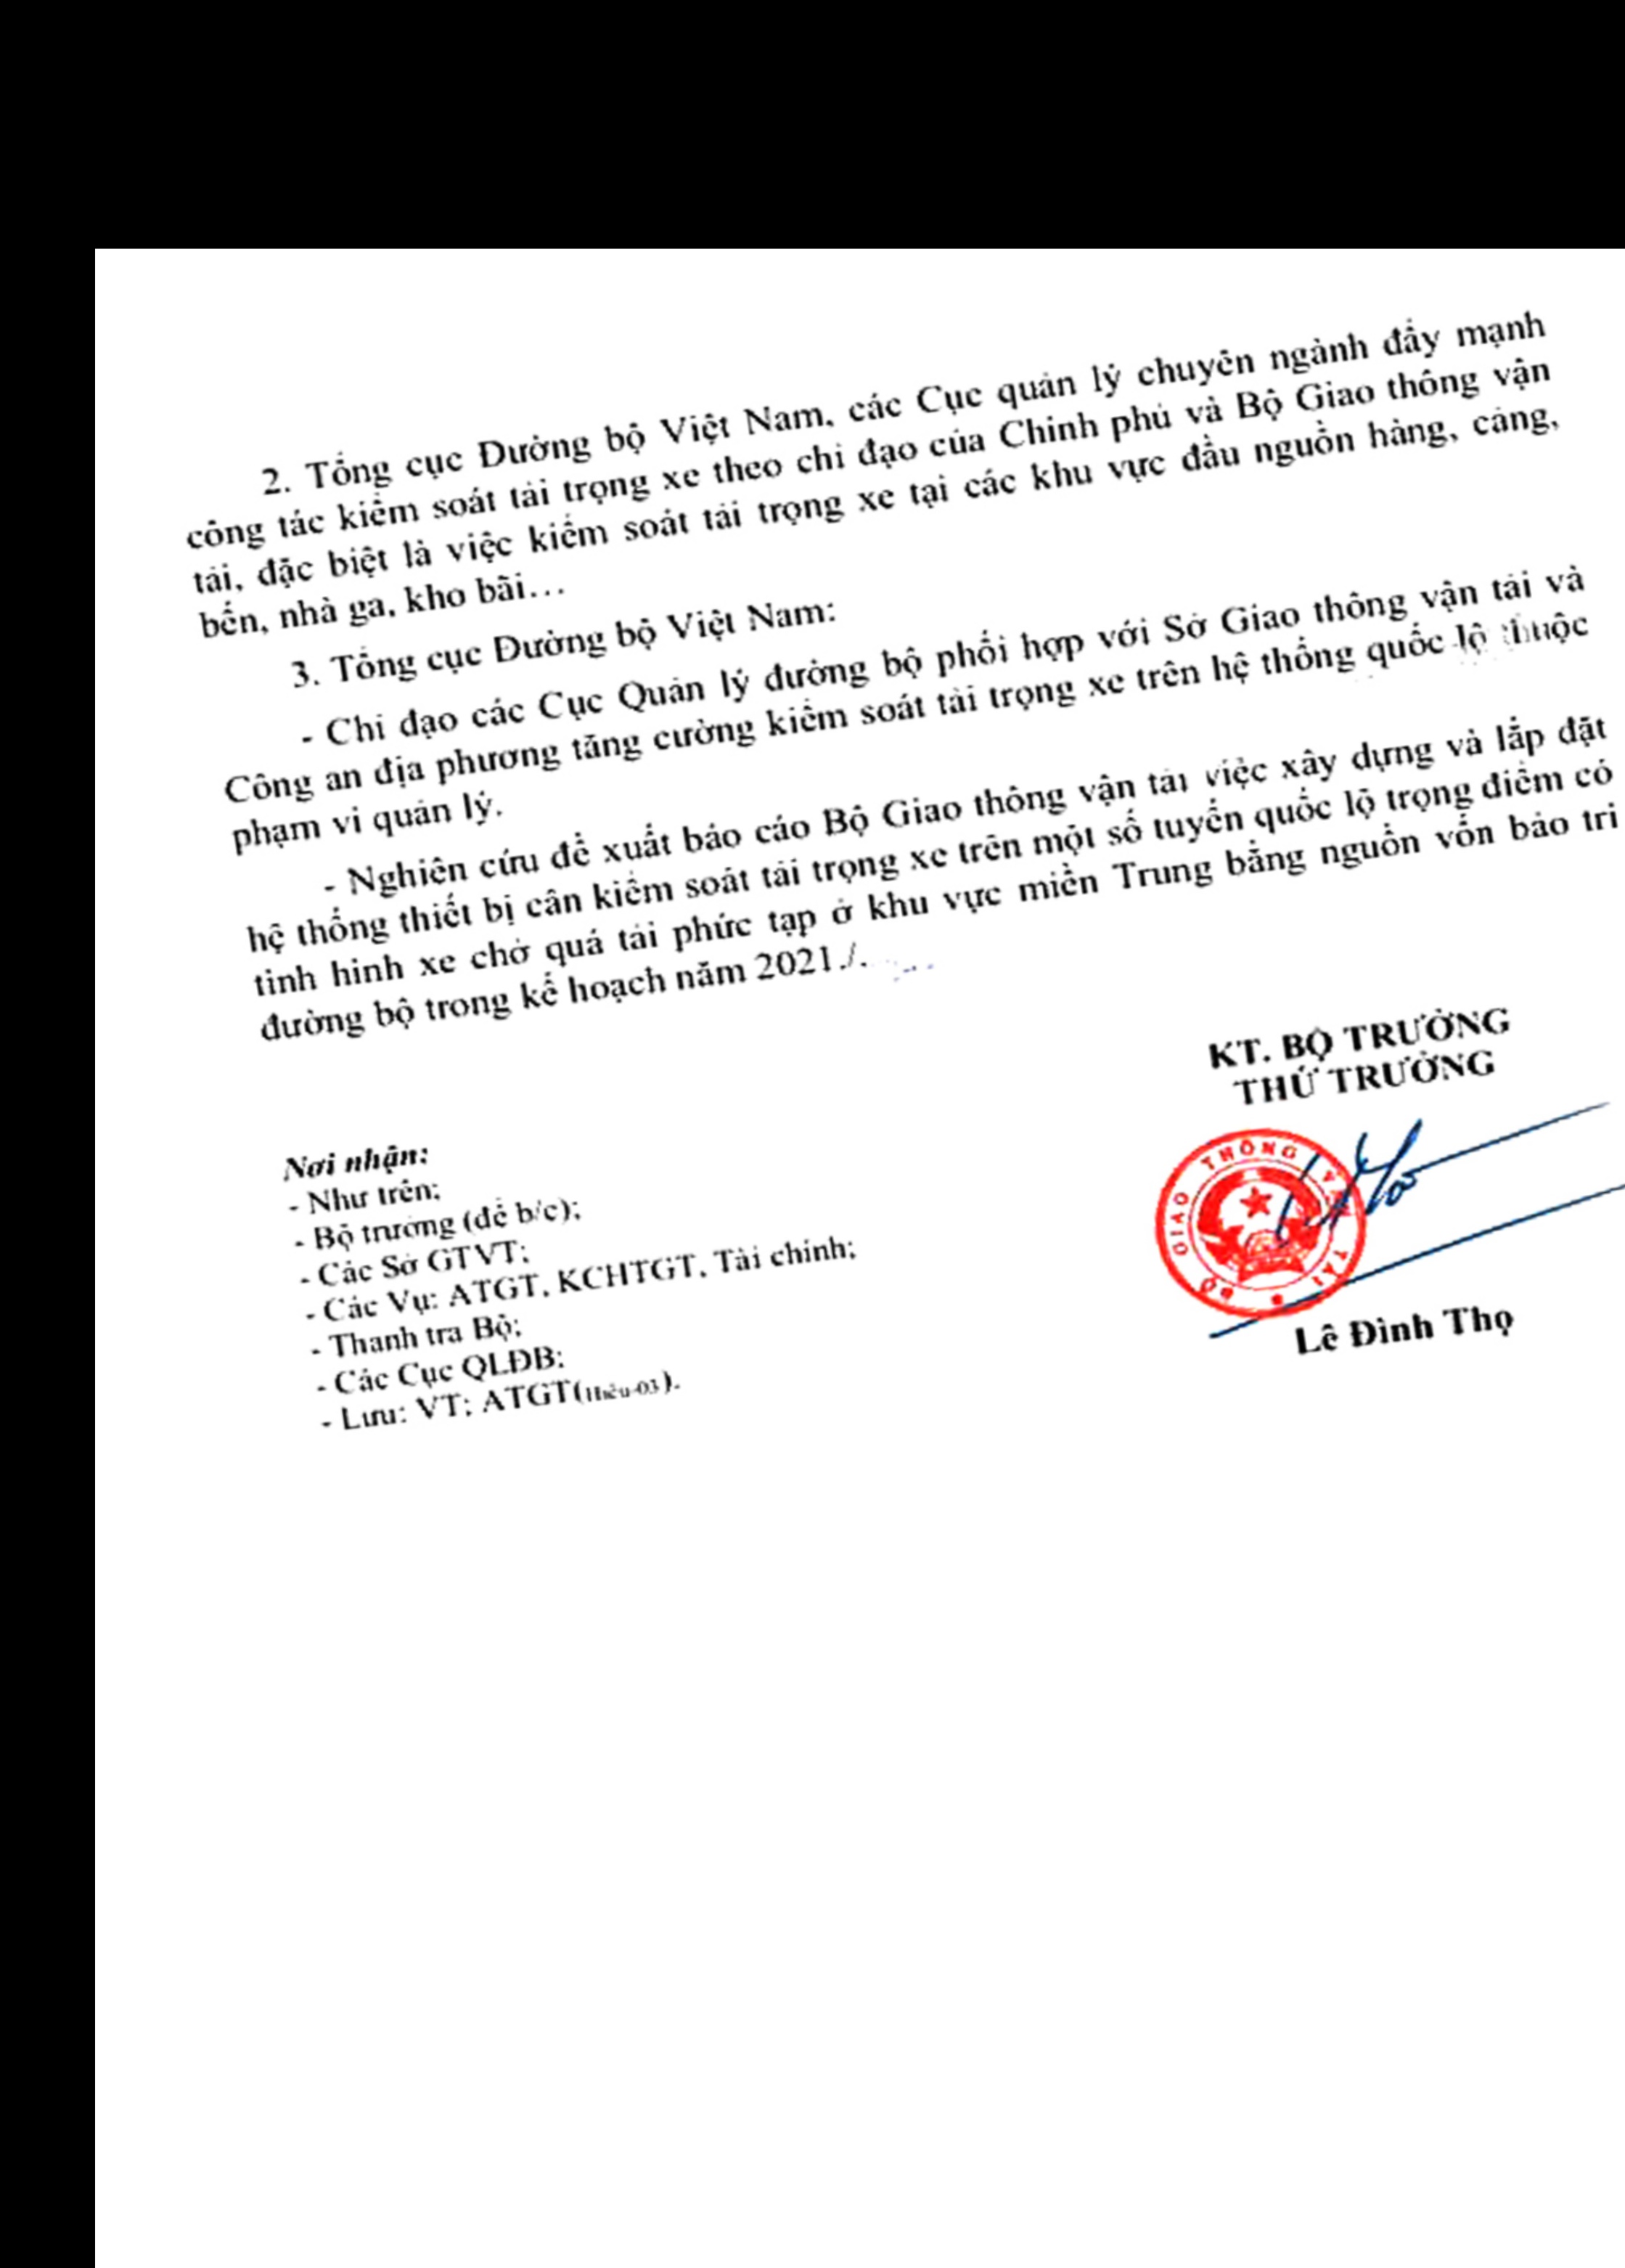 2. Tổng cục Đường bộ Việt Nam, các Cục quản lý chuyên ngành đẩy mạnh
công tác kiểm soát tải trọng xe theo chỉ đạo của Chính phủ và Bộ Giao thông vận
tải, đặc biệt là việc kiểm soát tải trọng xe tại các khu vực đầu nguồn hàng, cảng,
bến, nhà ga, kho bãi…
3. Tổng cục Đường bộ Việt Nam:
- Chỉ đạo các Cục Quản lý đường bộ phối hợp với Sở Giao thông vận tải và
Công an địa phương tăng cường kiểm soát tải trọng xe trên hệ thống quốc lộ thuộc
phạm vi quản lý.
- Nghiên cứu đề xuất báo cáo Bộ Giao thông vận tải việc xây dựng và lắp đặt
hệ thống thiết bị cân kiểm soát tải trọng xe trên một số tuyến quốc lộ trọng điểm có
tình hình xe chở quá tải phức tạp ở khu vực miền Trung bằng nguồn vốn bảo trì
đường bộ trong kế hoạch năm 2021./.
KT. BỘ TRƯỞNG
THỨ TRƯỞNG
BỘ GIAO THÔNG VẬN TẢI
Lê Đình Thọ
Nơi nhận:
- Như trên;
- Bộ trưởng (để b/c);
- Các Sở GTVT;
- Các Vụ: ATGT, KCHTGT, Tài chính;
- Thanh tra Bộ;
- Các Cục QLĐB;
- Lưu: VT; ATGT(Hiếu-03).